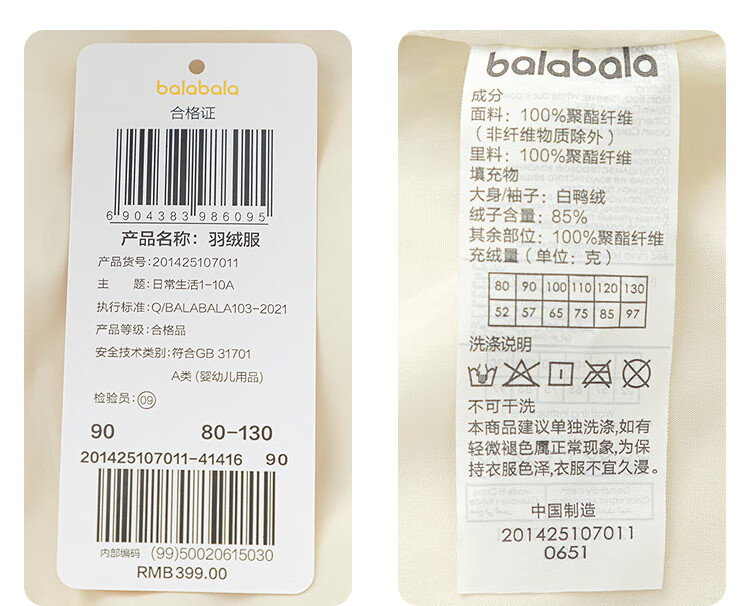 balabala
合格证
6 904383 986095
产品名称: 羽绒服
产品货号:201425107011
主 题:日常生活1-10A
执行标准:Q/BALABALA103-2021
产品等级:合格品
安全技术类别:符合GB 31701
A类 (婴幼儿用品)
检验员:09
90 80-130
201425107011-41416 90
内部编码 (99)50020615030
RMB399.00
balabala
成分
面料: 100%聚酯纤维
(非纤维物质除外)
里料: 100%聚酯纤维
填充物
大身/袖子: 白鸭绒
绒子含量: 85%
其余部位: 100%聚酯纤维
充绒量(单位: 克)
80 90 100 110 120 130
52 57 65 75 85 97
洗涤说明
不可干洗
本商品建议单独洗涤,如有
轻微褪色属正常现象,为保
持衣服色泽,衣服不宜久浸。
中国制造
201425107011
0651